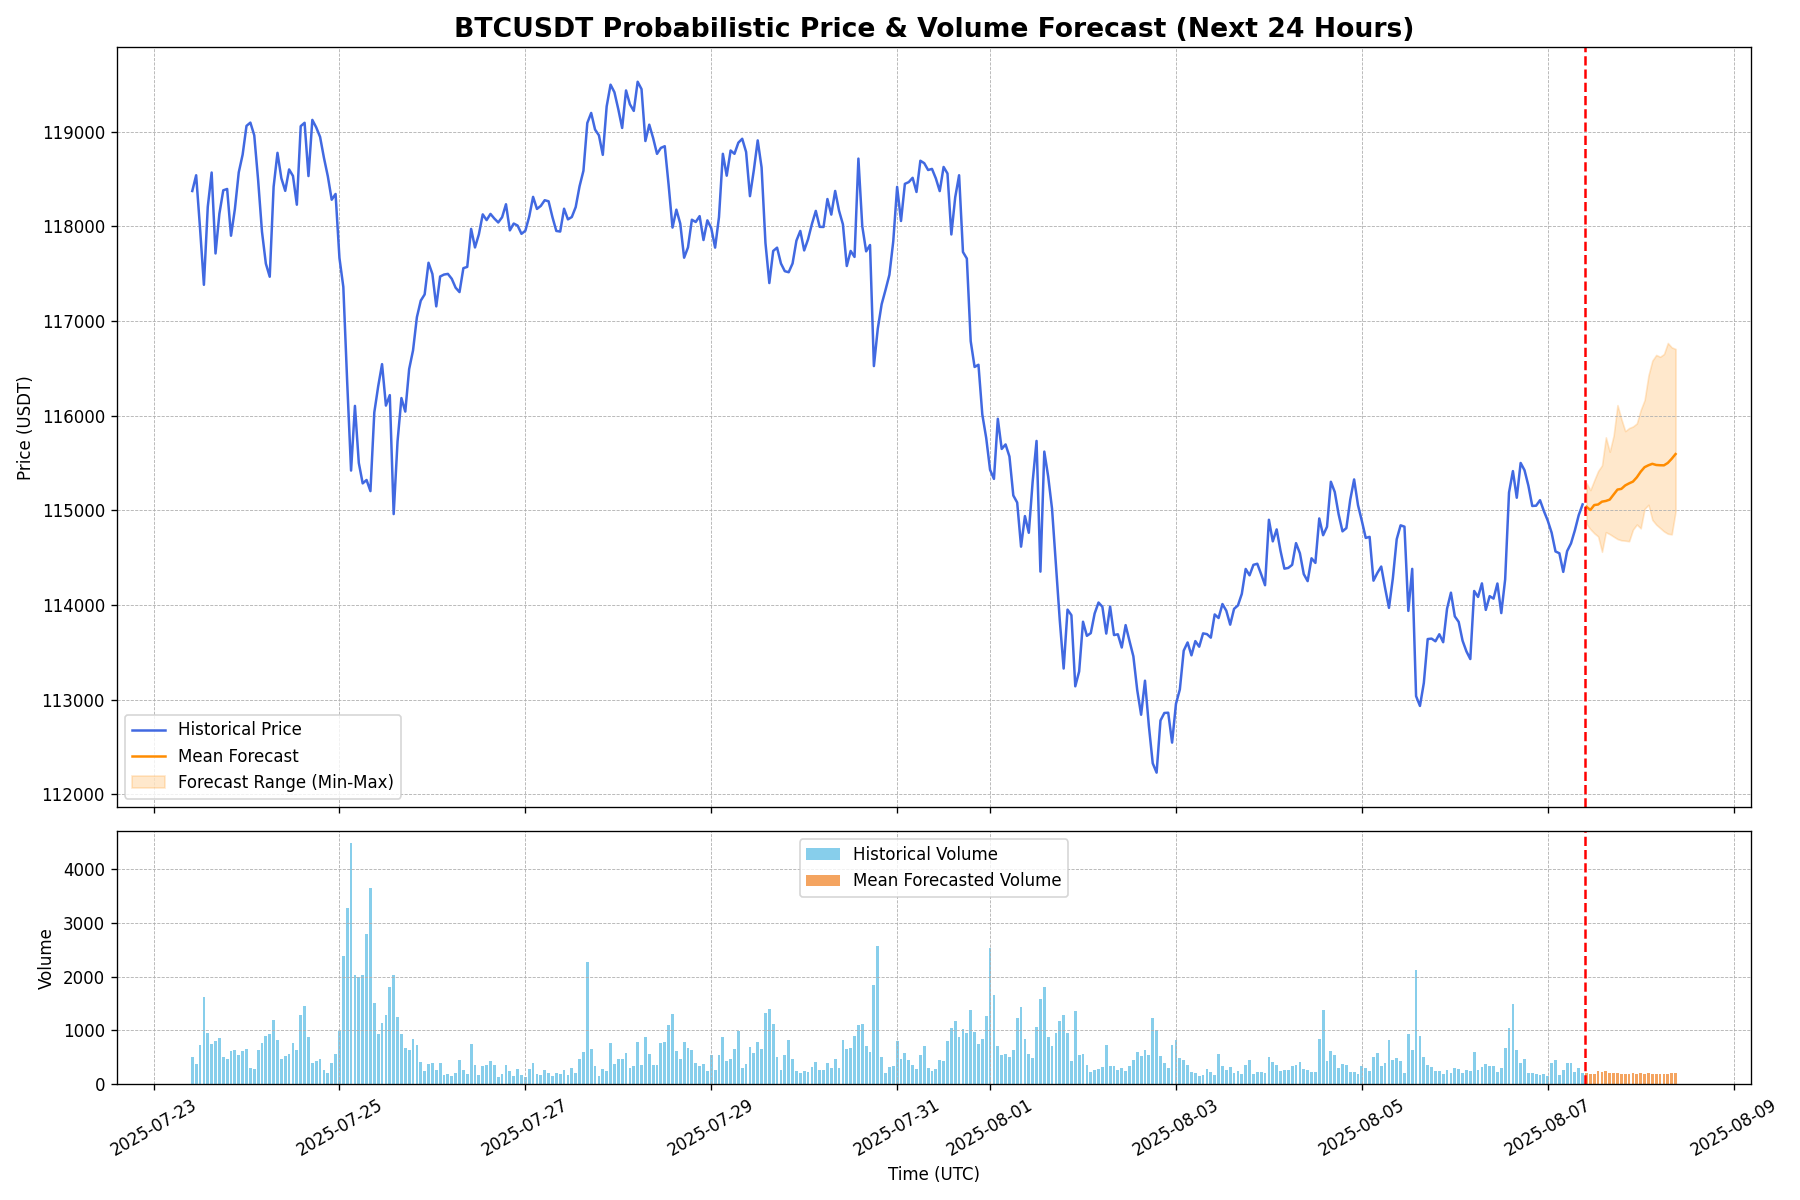 BTCUSDT Probabilistic Price & Volume Forecast (Next 24 Hours)
Price (USDT)
119000
118000
117000
116000
115000
114000
113000
112000
Historical Price
Mean Forecast
Forecast Range (Min-Max)
Volume
4000
3000
2000
1000
0
Historical Volume
Mean Forecasted Volume
2025-07-23
2025-07-25
2025-07-27
2025-07-29
2025-07-31
2025-08-01
2025-08-03
2025-08-05
2025-08-07
2025-08-09
Time (UTC)